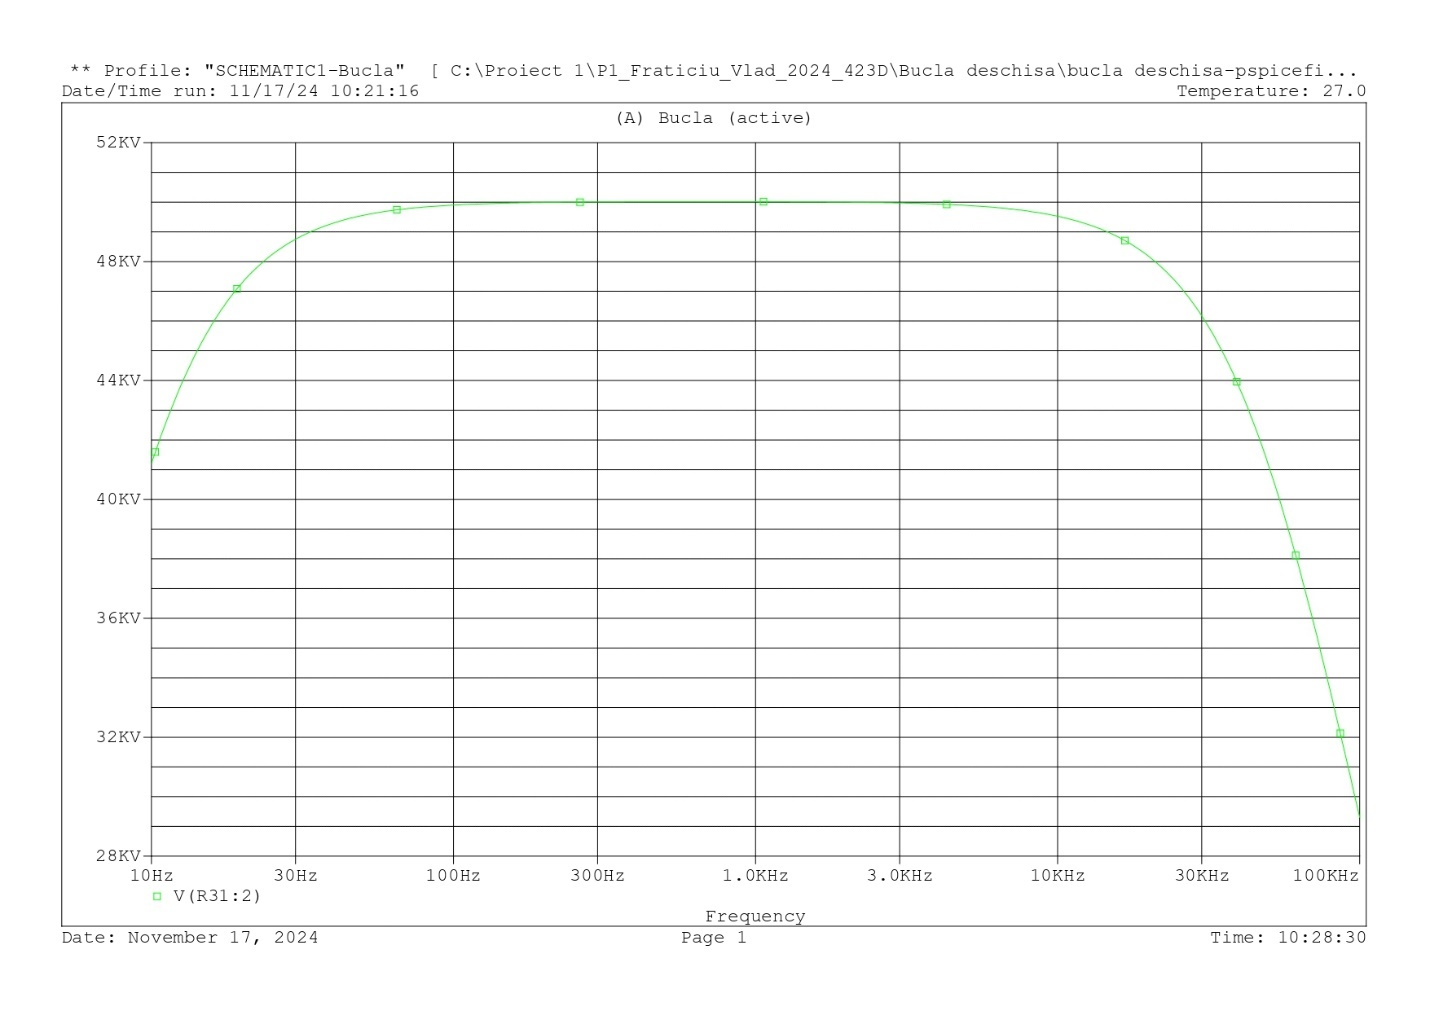 ** Profile: "SCHEMATIC1-Bucla"  [ C:\Proiect 1\P1_Fraticiu_Vlad_2024_423D\Bucla deschisa\bucla deschisa-pspicefi...
Date/Time run: 11/17/24 10:21:16 Temperature: 27.0
(A) Bucla (active)
52KV
48KV
44KV
40KV
36KV
32KV
28KV
10Hz 30Hz 100Hz 300Hz 1.0KHz 3.0KHz 10KHz 30KHz 100KHz
V(R31:2)
Frequency
Date: November 17, 2024 Page 1 Time: 10:28:30